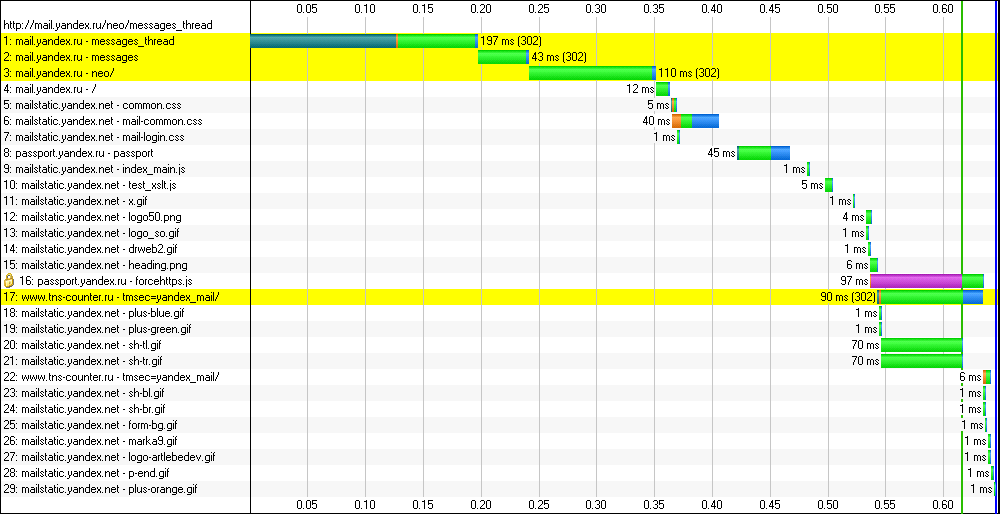 0.05 0.10 0.15 0.20 0.25 0.30 0.35 0.40 0.45 0.50 0.55 0.60
http://mail.yandex.ru/neo/messages_thread
1: mail.yandex.ru - messages_thread 197 ms (302)
2: mail.yandex.ru - messages 43 ms (302)
3: mail.yandex.ru - neo/ 110 ms (302)
4: mail.yandex.ru - / 12 ms
5: mailstatic.yandex.net - common.css 5 ms
6: mailstatic.yandex.net - mail-common.css 40 ms
7: mailstatic.yandex.net - mail-login.css 1 ms
8: passport.yandex.ru - passport 45 ms
9: mailstatic.yandex.net - index_main.js 1 ms
10: mailstatic.yandex.net - test_xslt.js 5 ms
11: mailstatic.yandex.net - x.gif 1 ms
12: mailstatic.yandex.net - logo50.png 4 ms
13: mailstatic.yandex.net - logo_so.gif 1 ms
14: mailstatic.yandex.net - drweb2.gif 1 ms
15: mailstatic.yandex.net - heading.png 6 ms
16: passport.yandex.ru - forcehttps.js 97 ms
17: www.tns-counter.ru - tmsec=yandex_mail/ 90 ms (302)
18: mailstatic.yandex.net - plus-blue.gif 1 ms
19: mailstatic.yandex.net - plus-green.gif 1 ms
20: mailstatic.yandex.net - sh-tl.gif 70 ms
21: mailstatic.yandex.net - sh-tr.gif 70 ms
22: www.tns-counter.ru - tmsec=yandex_mail/ 6 ms
23: mailstatic.yandex.net - sh-bl.gif 1 ms
24: mailstatic.yandex.net - sh-br.gif 1 ms
25: mailstatic.yandex.net - form-bg.gif 1 ms
26: mailstatic.yandex.net - marka9.gif 1 ms
27: mailstatic.yandex.net - logo-artlebedev.gif 1 ms
28: mailstatic.yandex.net - p-end.gif 1 ms
29: mailstatic.yandex.net - plus-orange.gif 1 ms
0.05 0.10 0.15 0.20 0.25 0.30 0.35 0.40 0.45 0.50 0.55 0.60